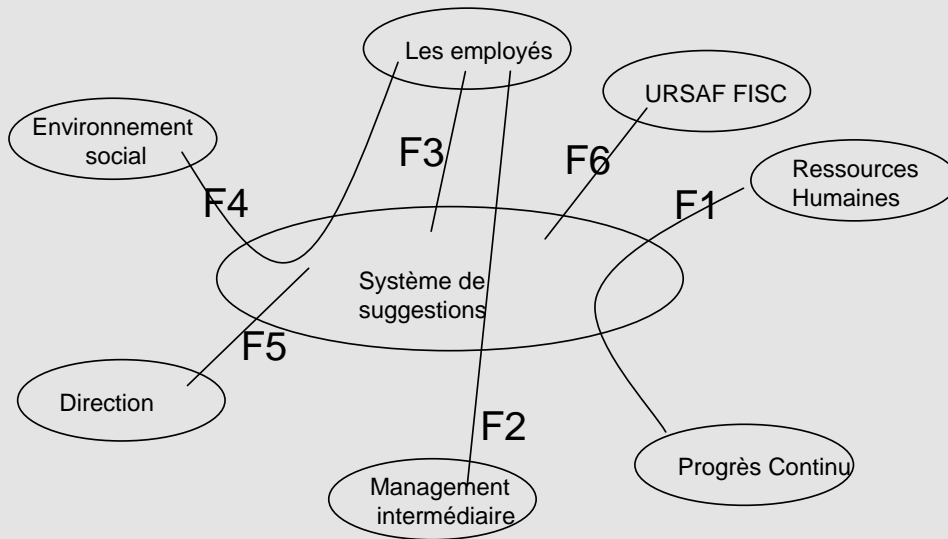 Les employés
URSAF FISC
Environnement
social
F3
F6
Ressources
Humaines
F4
F1
Système de
suggestions
F5
Direction
F2
Management
intermédiaire
Progrès Continu